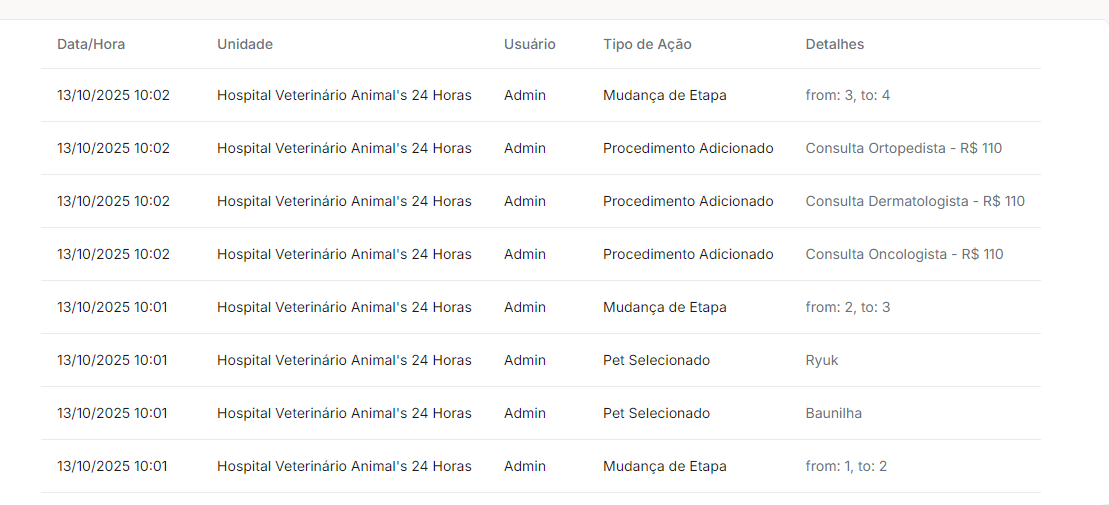 Data/Hora Unidade Usuário Tipo de Ação Detalhes
13/10/2025 10:02 Hospital Veterinário Animal's 24 Horas Admin Mudança de Etapa from: 3, to: 4
13/10/2025 10:02 Hospital Veterinário Animal's 24 Horas Admin Procedimento Adicionado Consulta Ortopedista - R$ 110
13/10/2025 10:02 Hospital Veterinário Animal's 24 Horas Admin Procedimento Adicionado Consulta Dermatologista - R$ 110
13/10/2025 10:02 Hospital Veterinário Animal's 24 Horas Admin Procedimento Adicionado Consulta Oncologista - R$ 110
13/10/2025 10:01 Hospital Veterinário Animal's 24 Horas Admin Mudança de Etapa from: 2, to: 3
13/10/2025 10:01 Hospital Veterinário Animal's 24 Horas Admin Pet Selecionado Ryuk
13/10/2025 10:01 Hospital Veterinário Animal's 24 Horas Admin Pet Selecionado Baunilha
13/10/2025 10:01 Hospital Veterinário Animal's 24 Horas Admin Mudança de Etapa from: 1, to: 2